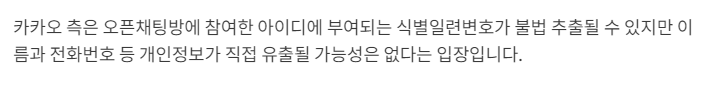 카카오 측은 오픈채팅방에 참여한 아이디에 부여되는 식별일련변호가 불법 추출될 수 있지만 이
름과 전화번호 등 개인정보가 직접 유출될 가능성은 없다는 입장입니다.